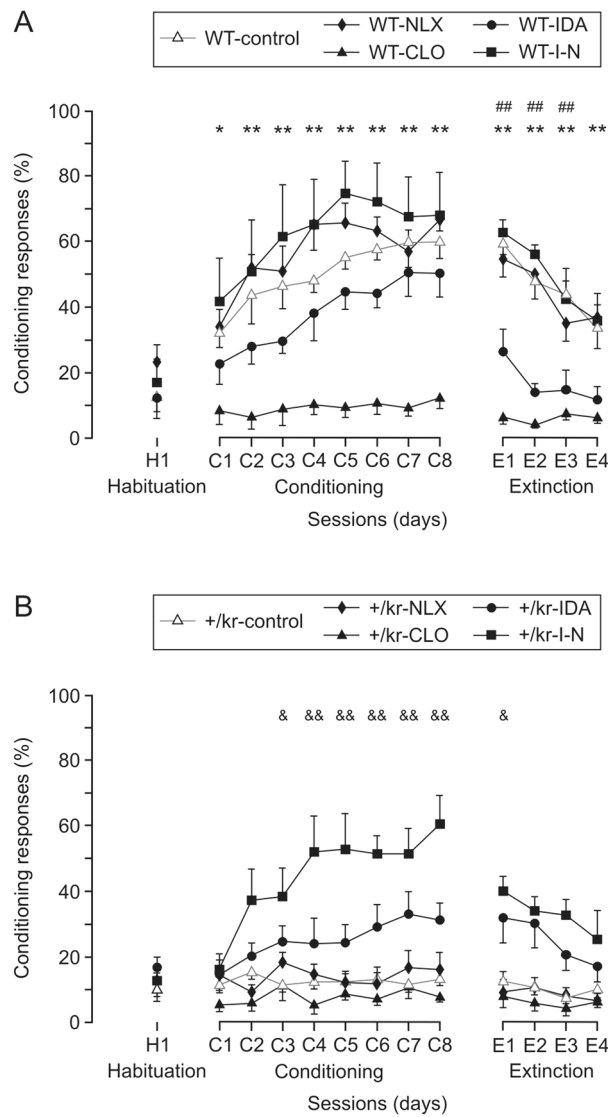 A
WT-control WT-NLX WT-IDA
WT-CLO WT-I-N
## ## ##
* ** ** ** ** ** ** ** ** ** ** **
100
80
60
40
20
0
Conditioning responses (%)
H1 C1 C2 C3 C4 C5 C6 C7 C8 E1 E2 E3 E4
Habituation Conditioning Extinction
Sessions (days)
B
+/kr-control +/kr-NLX +/kr-IDA
+/kr-CLO +/kr-I-N
& && && && && && &
100
80
60
40
20
0
Conditioning responses (%)
H1 C1 C2 C3 C4 C5 C6 C7 C8 E1 E2 E3 E4
Habituation Conditioning Extinction
Sessions (days)